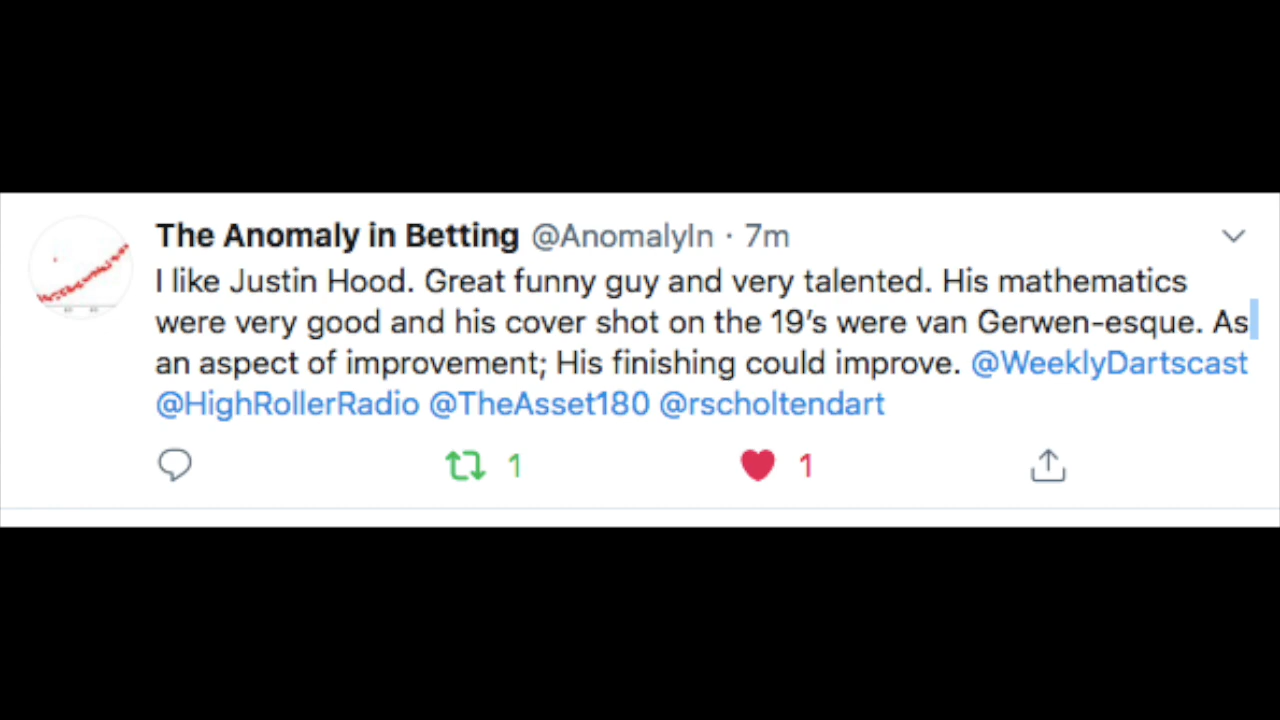 The Anomaly in Betting @AnomalyIn · 7m
I like Justin Hood. Great funny guy and very talented. His mathematics
were very good and his cover shot on the 19’s were van Gerwen-esque. As
an aspect of improvement; His finishing could improve. @WeeklyDartscast
@HighRollerRadio @TheAsset180 @rscholtendart
1 1